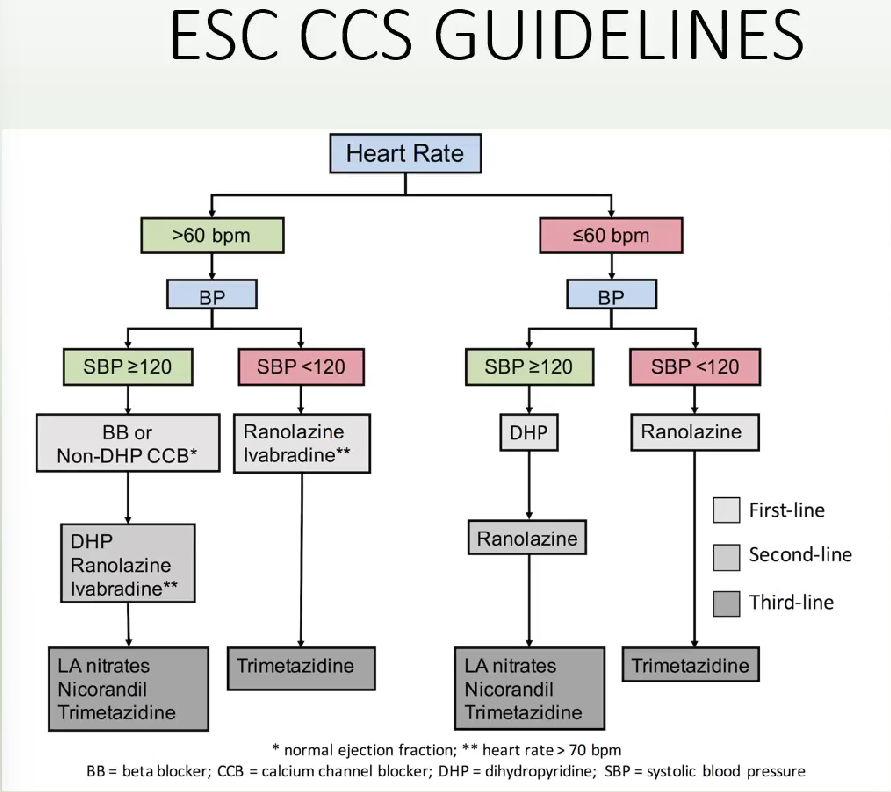 ESC CCS GUIDELINES
Heart Rate
>60 bpm
≤60 bpm
BP
BP
SBP ≥120
SBP <120
SBP ≥120
SBP <120
BB or
Non-DHP CCB*
Ranolazine
Ivabradine**
DHP
Ranolazine
DHP
Ranolazine
Ivabradine**
Ranolazine
First-line
Second-line
Third-line
LA nitrates
Nicorandil
Trimetazidine
Trimetazidine
LA nitrates
Nicorandil
Trimetazidine
Trimetazidine
* normal ejection fraction; ** heart rate > 70 bpm
BB = beta blocker; CCB = calcium channel blocker; DHP = dihydropyridine; SBP = systolic blood pressure